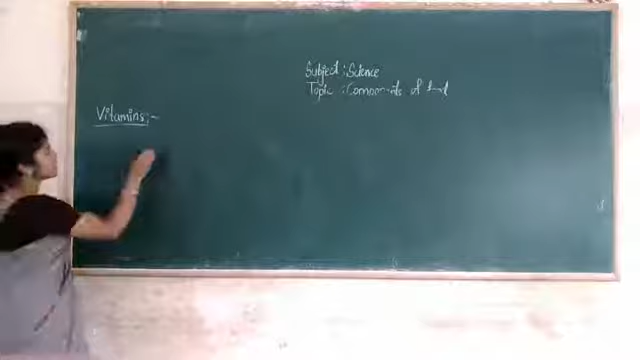 Subject : Science
Topic : Components of food
Vitamins :-